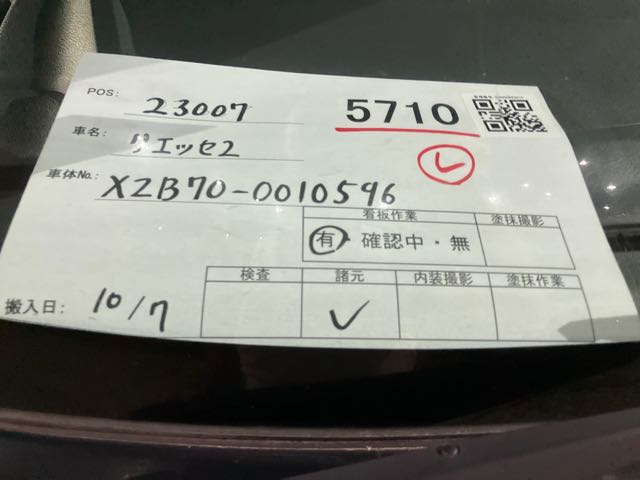 POS: 23007 5710
車名: リエッセ2
車体No.: XZB70-0010596
看板作業 塗抹撮影
有・確認中・無
検査 諸元 内装撮影 塗抹作業
搬入日: 10/7